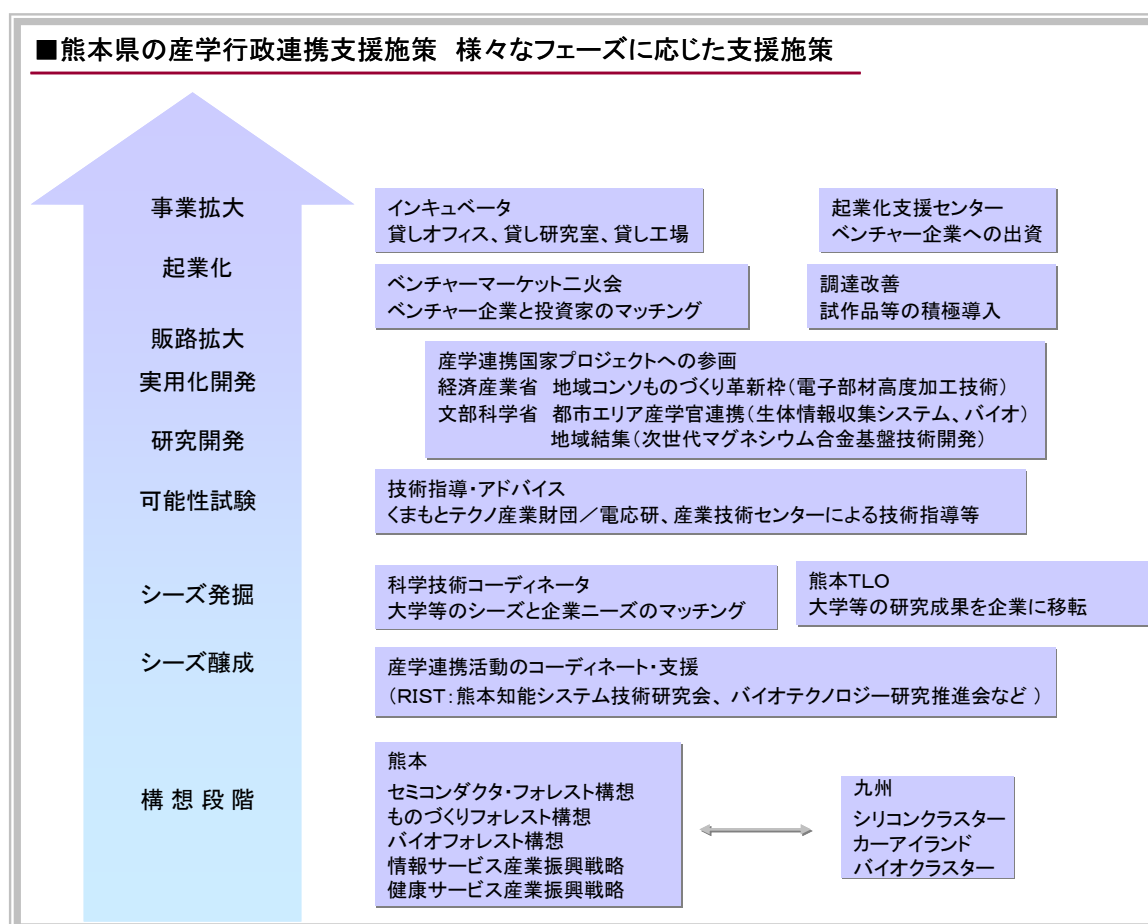 ■熊本県の産学行政連携支援施策 様々なフェーズに応じた支援施策
事業拡大
インキュベータ
貸しオフィス、貸し研究室、貸し工場
起業化支援センター
ベンチャー企業への出資
起業化
ベンチャーマーケット二火会
ベンチャー企業と投資家のマッチング
調達改善
試作品等の積極導入
販路拡大
実用化開発
研究開発
産学連携国家プロジェクトへの参画
経済産業省 地域コンソものづくり革新枠(電子部材高度加工技術)
文部科学省 都市エリア産学官連携(生体情報収集システム、バイオ)
地域結集(次世代マグネシウム合金基盤技術開発)
可能性試験
技術指導・アドバイス
くまもとテクノ産業財団/電応研、産業技術センターによる技術指導等
シーズ発掘
科学技術コーディネータ
大学等のシーズと企業ニーズのマッチング
熊本TLO
大学等の研究成果を企業に移転
シーズ醸成
産学連携活動のコーディネート・支援
(RIST:熊本知能システム技術研究会、バイオテクノロジー研究推進会など )
構 想 段 階
熊本
セミコンダクタ・フォレスト構想
ものづくりフォレスト構想
バイオフォレスト構想
情報サービス産業振興戦略
健康サービス産業振興戦略
九州
シリコンクラスター
カーアイランド
バイオクラスター